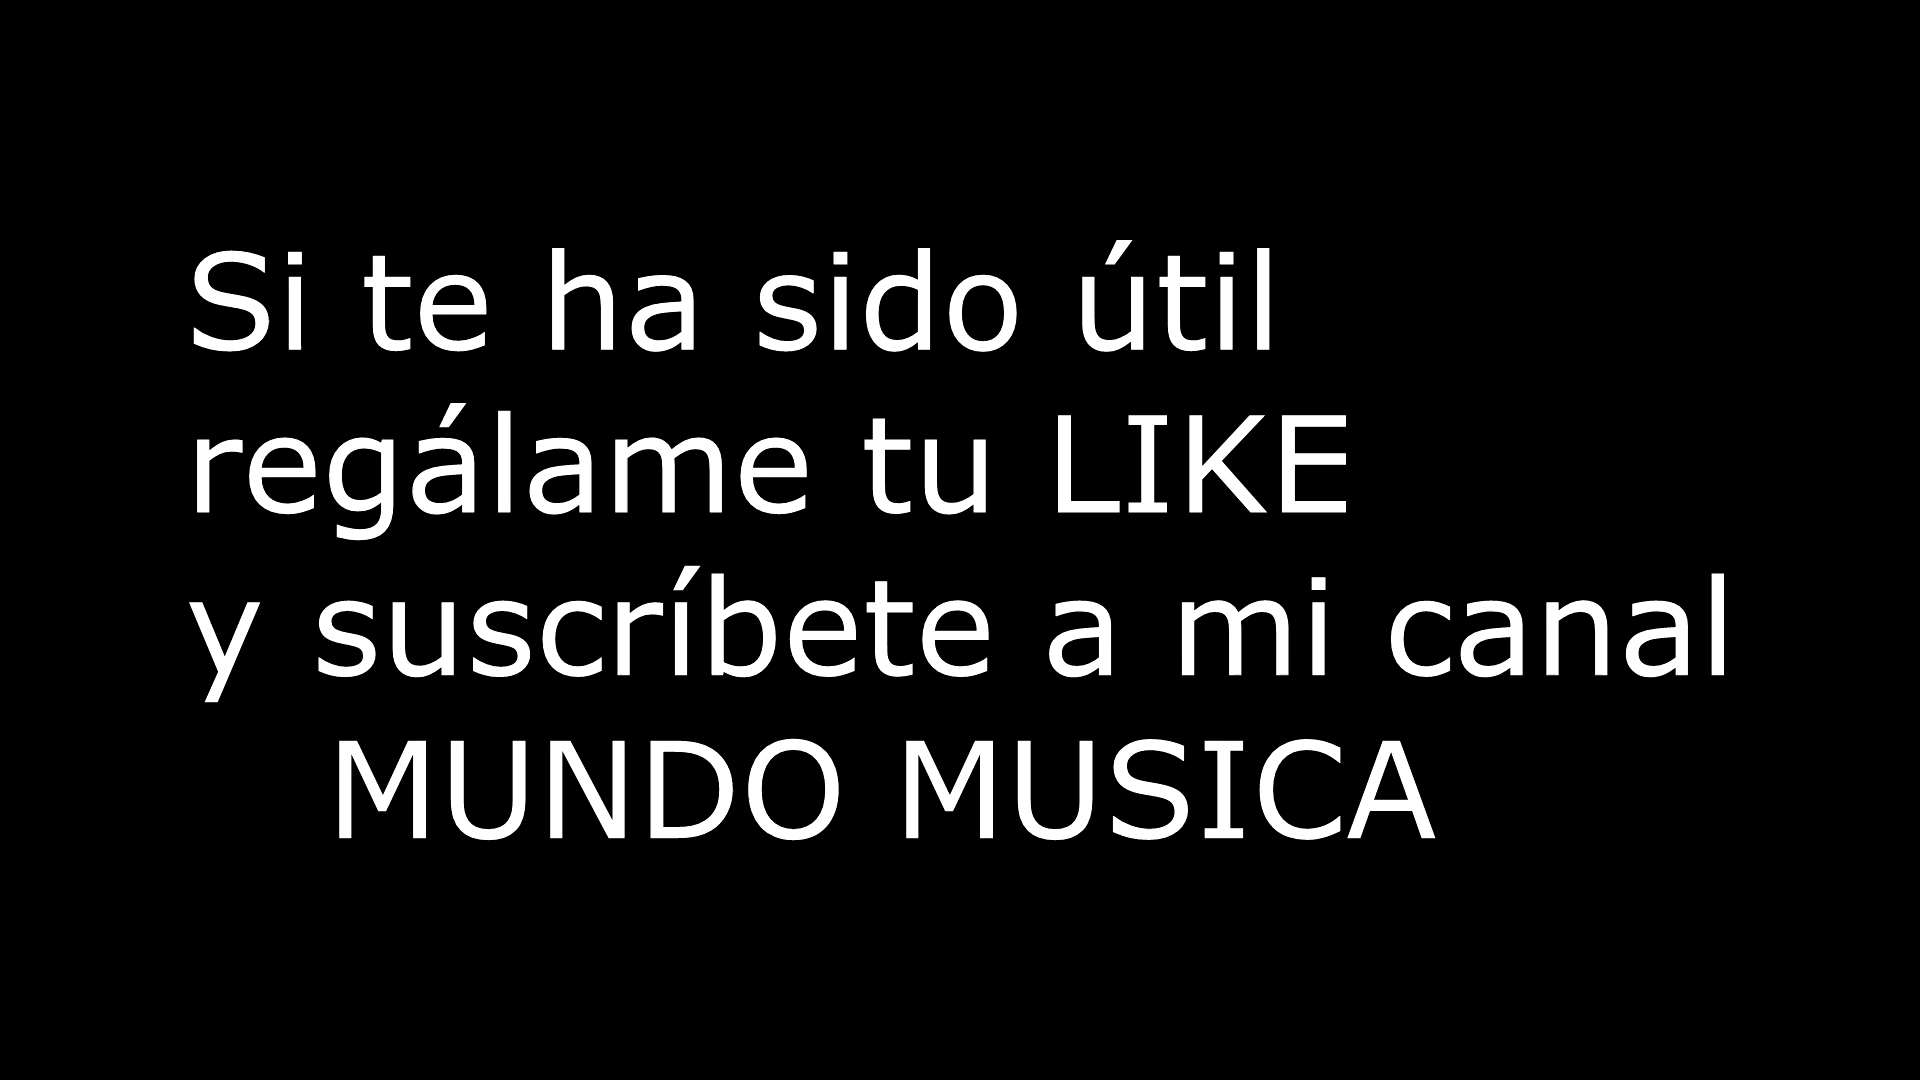 Si te ha sido útil
regálame tu LIKE
y suscríbete a mi canal
MUNDO MUSICA